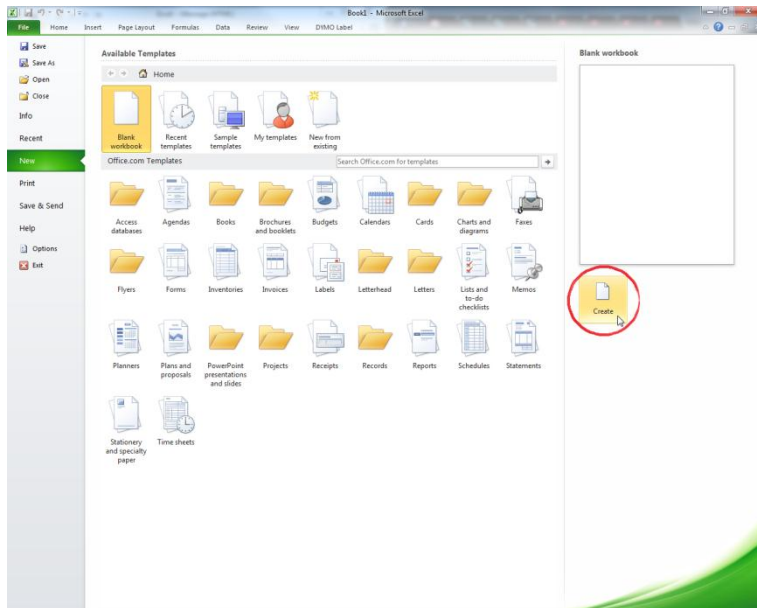 Book1 - Microsoft Excel
File Home Insert Page Layout Formulas Data Review View DYMO Label
Save
Save As
Open
Close
Info
Recent
New
Print
Save & Send
Help
Options
Exit
Available Templates
Home
Blank workbook
Recent templates
Sample templates
My templates
New from existing
Office.com Templates
Search Office.com for templates
Access databases
Agendas
Books
Brochures and booklets
Budgets
Calendars
Cards
Charts and diagrams
Faxes
Flyers
Forms
Inventories
Invoices
Labels
Letterhead
Letters
Lists and to-do checklists
Memos
Planners
Plans and proposals
PowerPoint presentations and slides
Projects
Receipts
Records
Reports
Schedules
Statements
Stationery and specialty paper
Time sheets
Blank workbook
Create